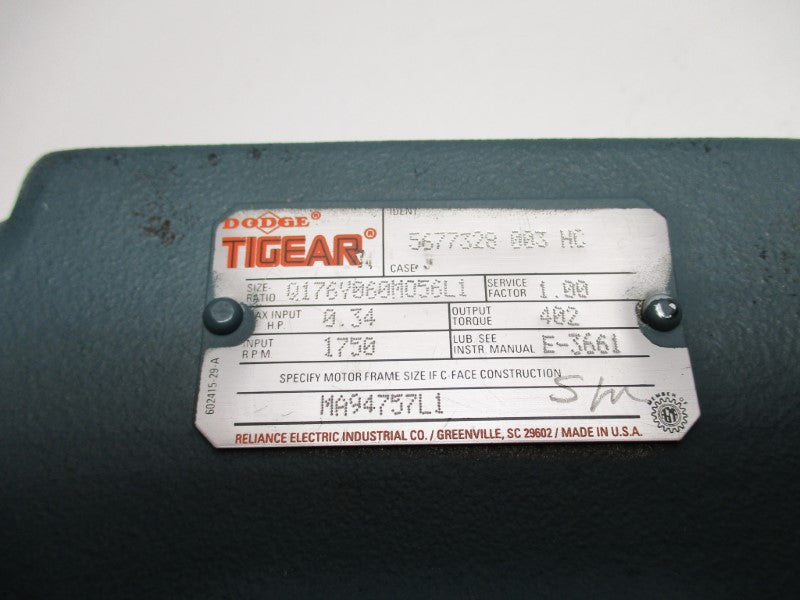 DODGE®
TIGEAR®
IDENT
5677328 003 HC
CASE J
SIZE-RATIO Q176Y060M056L1 SERVICE FACTOR 1.00
MAX INPUT H.P. 0.34 OUTPUT TORQUE 402
INPUT R.P.M. 1750 LUB. SEE INSTR. MANUAL E-3661
SPECIFY MOTOR FRAME SIZE IF C-FACE CONSTRUCTION
MA94757L1
MEMBER
RELIANCE ELECTRIC INDUSTRIAL CO. / GREENVILLE, SC 29602 / MADE IN U.S.A.
602415-29-A